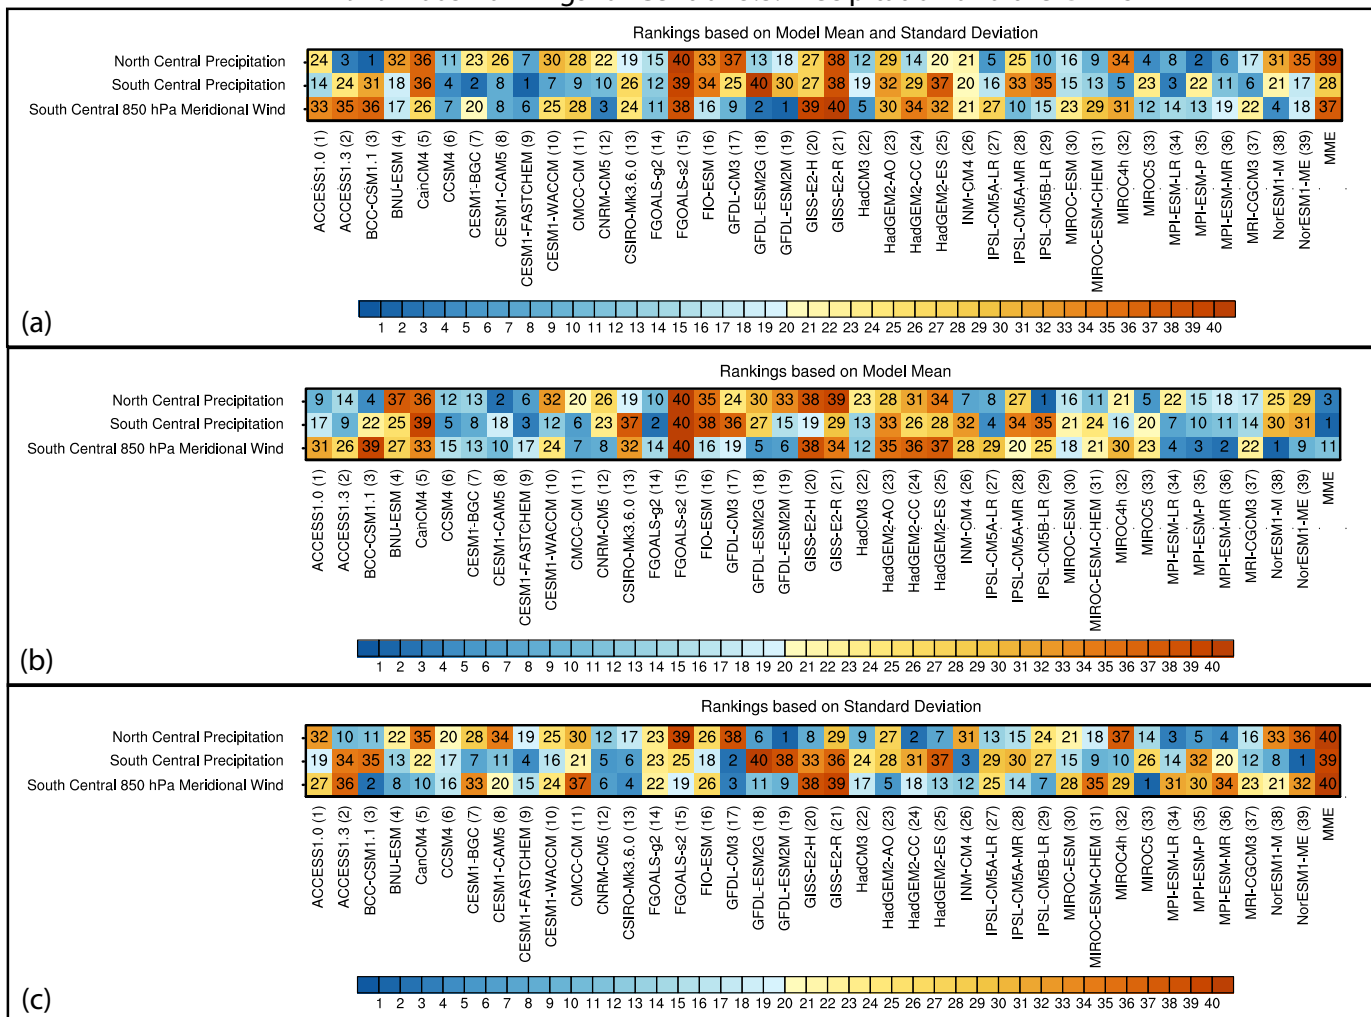 Rankings based on Model Mean and Standard Deviation
North Central Precipitation 24 3 1 32 36 11 23 26 7 30 28 22 19 15 40 33 37 13 18 27 38 12 29 14 20 21 5 25 10 16 9 34 4 8 2 6 17 31 35 39
South Central Precipitation 14 24 31 18 36 4 2 8 1 6 7 9 26 12 39 34 25 40 30 27 38 19 29 23 37 20 16 33 35 15 13 5 23 3 22 11 10 21 17 28
South Central 850 hPa Meridional Wind 33 35 36 17 26 7 20 8 6 25 28 3 24 11 38 16 9 2 1 39 40 5 30 34 32 21 27 10 15 23 29 31 12 14 13 19 22 4 18 37
ACCESS1.0 (1)
ACCESS1.3 (2)
BCC-CSM1.1 (3)
BNU-ESM (4)
CanCM4 (5)
CCSM4 (6)
CESM1-BGC (7)
CESM1-CAM5 (8)
CESM1-FASTCHEM (9)
CESM1-WACCM (10)
CMCC-CM (11)
CNRM-CM5 (12)
CSIRO-Mk3.6.0 (13)
FGOALS-g2 (14)
FGOALS-s2 (15)
FIO-ESM (16)
GFDL-CM3 (17)
GFDL-ESM2G (18)
GFDL-ESM2M (19)
GISS-E2-H (20)
GISS-E2-R (21)
HadCM3 (22)
HadGEM2-AO (23)
HadGEM2-CC (24)
HadGEM2-ES (25)
INM-CM4 (26)
IPSL-CM5A-LR (27)
IPSL-CM5A-MR (28)
IPSL-CM5B-LR (29)
MIROC-ESM (30)
MIROC-ESM-CHEM (31)
MIROC4h (32)
MIROC5 (33)
MPI-ESM-LR (34)
MPI-ESM-P (35)
MPI-ESM-MR (36)
MRI-CGCM3 (37)
NorESM1-M (38)
NorESM1-ME (39)
MME
(a)
1 2 3 4 5 6 7 8 9 10 11 12 13 14 15 16 17 18 19 20 21 22 23 24 25 26 27 28 29 30 31 32 33 34 35 36 37 38 39 40
Rankings based on Model Mean
North Central Precipitation 9 14 4 37 36 12 13 2 6 32 20 26 19 10 40 35 24 30 33 38 39 23 28 31 34 7 8 27 1 16 11 21 5 22 15 18 17 25 29 3
South Central Precipitation 17 9 22 25 39 5 8 18 3 12 6 23 37 2 40 38 36 27 15 19 29 13 33 26 28 32 4 34 35 21 24 16 20 7 10 11 14 30 31 1
South Central 850 hPa Meridional Wind 31 26 39 27 33 15 13 10 17 24 7 8 32 14 40 16 19 5 6 38 34 12 35 36 37 28 29 20 25 18 21 30 23 4 3 2 22 1 9 11
ACCESS1.0 (1)
ACCESS1.3 (2)
BCC-CSM1.1 (3)
BNU-ESM (4)
CanCM4 (5)
CCSM4 (6)
CESM1-BGC (7)
CESM1-CAM5 (8)
CESM1-FASTCHEM (9)
CESM1-WACCM (10)
CMCC-CM (11)
CNRM-CM5 (12)
CSIRO-Mk3.6.0 (13)
FGOALS-g2 (14)
FGOALS-s2 (15)
FIO-ESM (16)
GFDL-CM3 (17)
GFDL-ESM2G (18)
GFDL-ESM2M (19)
GISS-E2-H (20)
GISS-E2-R (21)
HadCM3 (22)
HadGEM2-AO (23)
HadGEM2-CC (24)
HadGEM2-ES (25)
INM-CM4 (26)
IPSL-CM5A-LR (27)
IPSL-CM5A-MR (28)
IPSL-CM5B-LR (29)
MIROC-ESM (30)
MIROC-ESM-CHEM (31)
MIROC4h (32)
MIROC5 (33)
MPI-ESM-LR (34)
MPI-ESM-P (35)
MPI-ESM-MR (36)
MRI-CGCM3 (37)
NorESM1-M (38)
NorESM1-ME (39)
MME
(b)
1 2 3 4 5 6 7 8 9 10 11 12 13 14 15 16 17 18 19 20 21 22 23 24 25 26 27 28 29 30 31 32 33 34 35 36 37 38 39 40
Rankings based on Standard Deviation
North Central Precipitation 32 10 11 22 35 20 28 34 19 25 30 12 17 23 39 26 38 6 1 8 29 9 27 2 7 31 13 15 24 21 18 37 14 3 5 4 16 33 36 40
South Central Precipitation 19 34 35 13 22 17 7 11 4 16 21 5 6 23 25 18 2 40 38 33 36 24 28 31 37 3 29 30 27 15 9 10 26 14 32 20 12 8 1 39
South Central 850 hPa Meridional Wind 27 36 2 8 10 16 33 20 15 24 37 6 4 22 19 26 3 11 9 38 39 17 5 18 13 12 25 14 7 28 35 29 1 31 30 34 23 21 32 40
ACCESS1.0 (1)
ACCESS1.3 (2)
BCC-CSM1.1 (3)
BNU-ESM (4)
CanCM4 (5)
CCSM4 (6)
CESM1-BGC (7)
CESM1-CAM5 (8)
CESM1-FASTCHEM (9)
CESM1-WACCM (10)
CMCC-CM (11)
CNRM-CM5 (12)
CSIRO-Mk3.6.0 (13)
FGOALS-g2 (14)
FGOALS-s2 (15)
FIO-ESM (16)
GFDL-CM3 (17)
GFDL-ESM2G (18)
GFDL-ESM2M (19)
GISS-E2-H (20)
GISS-E2-R (21)
HadCM3 (22)
HadGEM2-AO (23)
HadGEM2-CC (24)
HadGEM2-ES (25)
INM-CM4 (26)
IPSL-CM5A-LR (27)
IPSL-CM5A-MR (28)
IPSL-CM5B-LR (29)
MIROC-ESM (30)
MIROC-ESM-CHEM (31)
MIROC4h (32)
MIROC5 (33)
MPI-ESM-LR (34)
MPI-ESM-P (35)
MPI-ESM-MR (36)
MRI-CGCM3 (37)
NorESM1-M (38)
NorESM1-ME (39)
MME
(c)
1 2 3 4 5 6 7 8 9 10 11 12 13 14 15 16 17 18 19 20 21 22 23 24 25 26 27 28 29 30 31 32 33 34 35 36 37 38 39 40